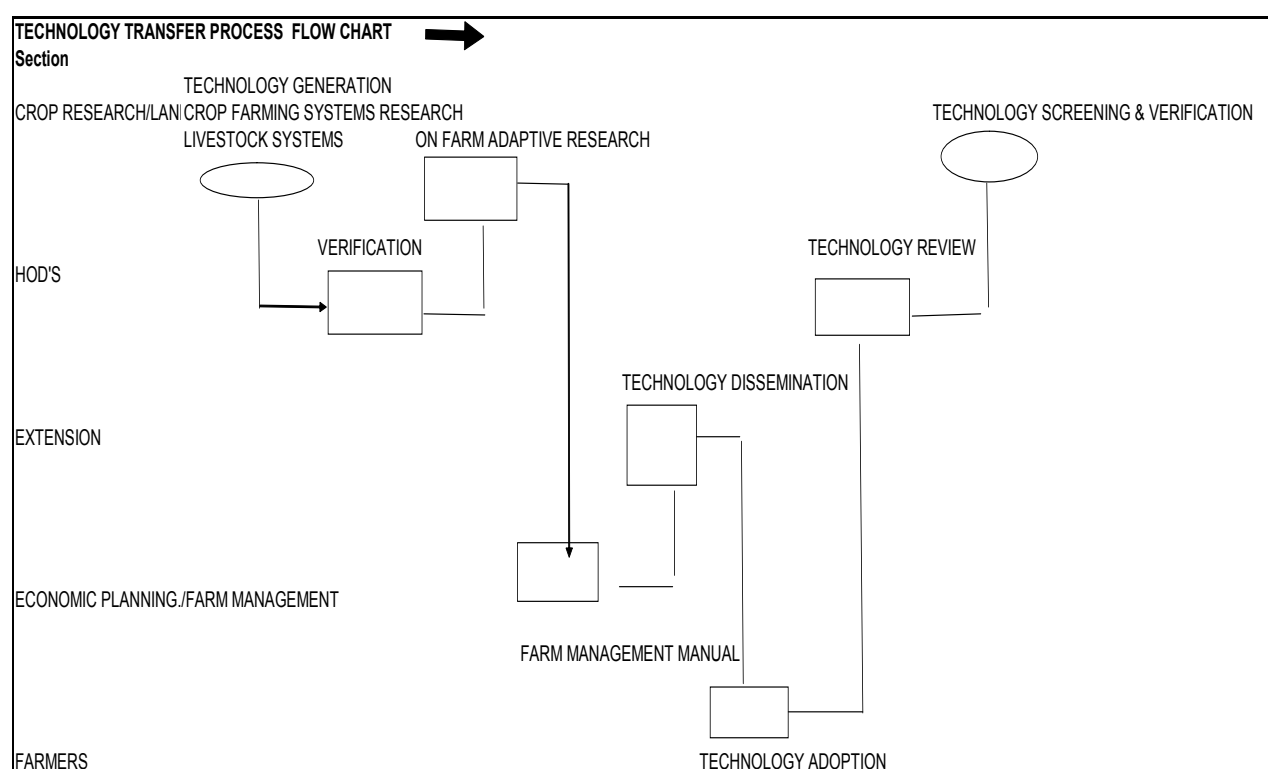 TECHNOLOGY TRANSFER PROCESS FLOW CHART
Section
TECHNOLOGY GENERATION
CROP RESEARCH/LAN CROP FARMING SYSTEMS RESEARCH
TECHNOLOGY SCREENING & VERIFICATION
LIVESTOCK SYSTEMS
ON FARM ADAPTIVE RESEARCH
VERIFICATION
TECHNOLOGY REVIEW
HOD'S
TECHNOLOGY DISSEMINATION
EXTENSION
ECONOMIC PLANNING./FARM MANAGEMENT
FARM MANAGEMENT MANUAL
FARMERS
TECHNOLOGY ADOPTION